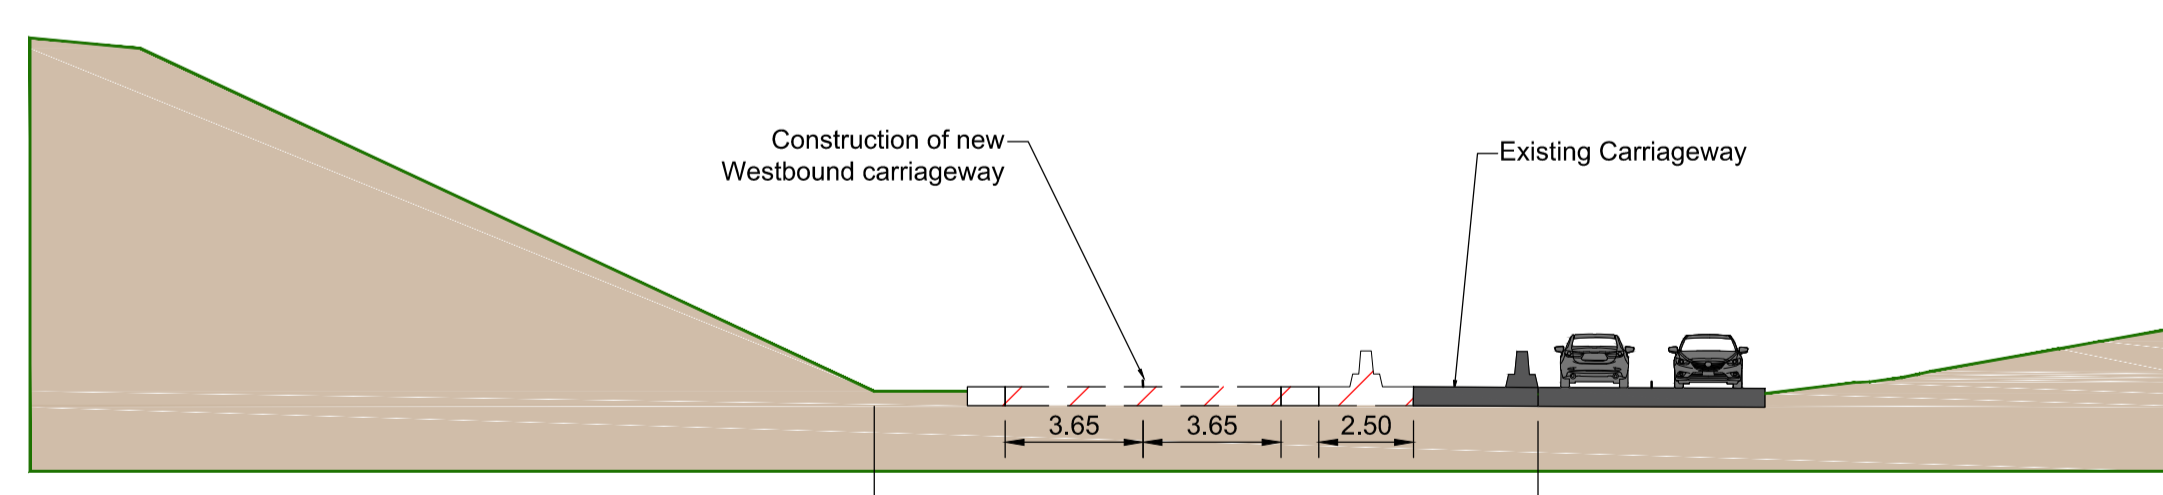 Construction of new
Westbound carriageway
Existing Carriageway
3.65
3.65
2.50